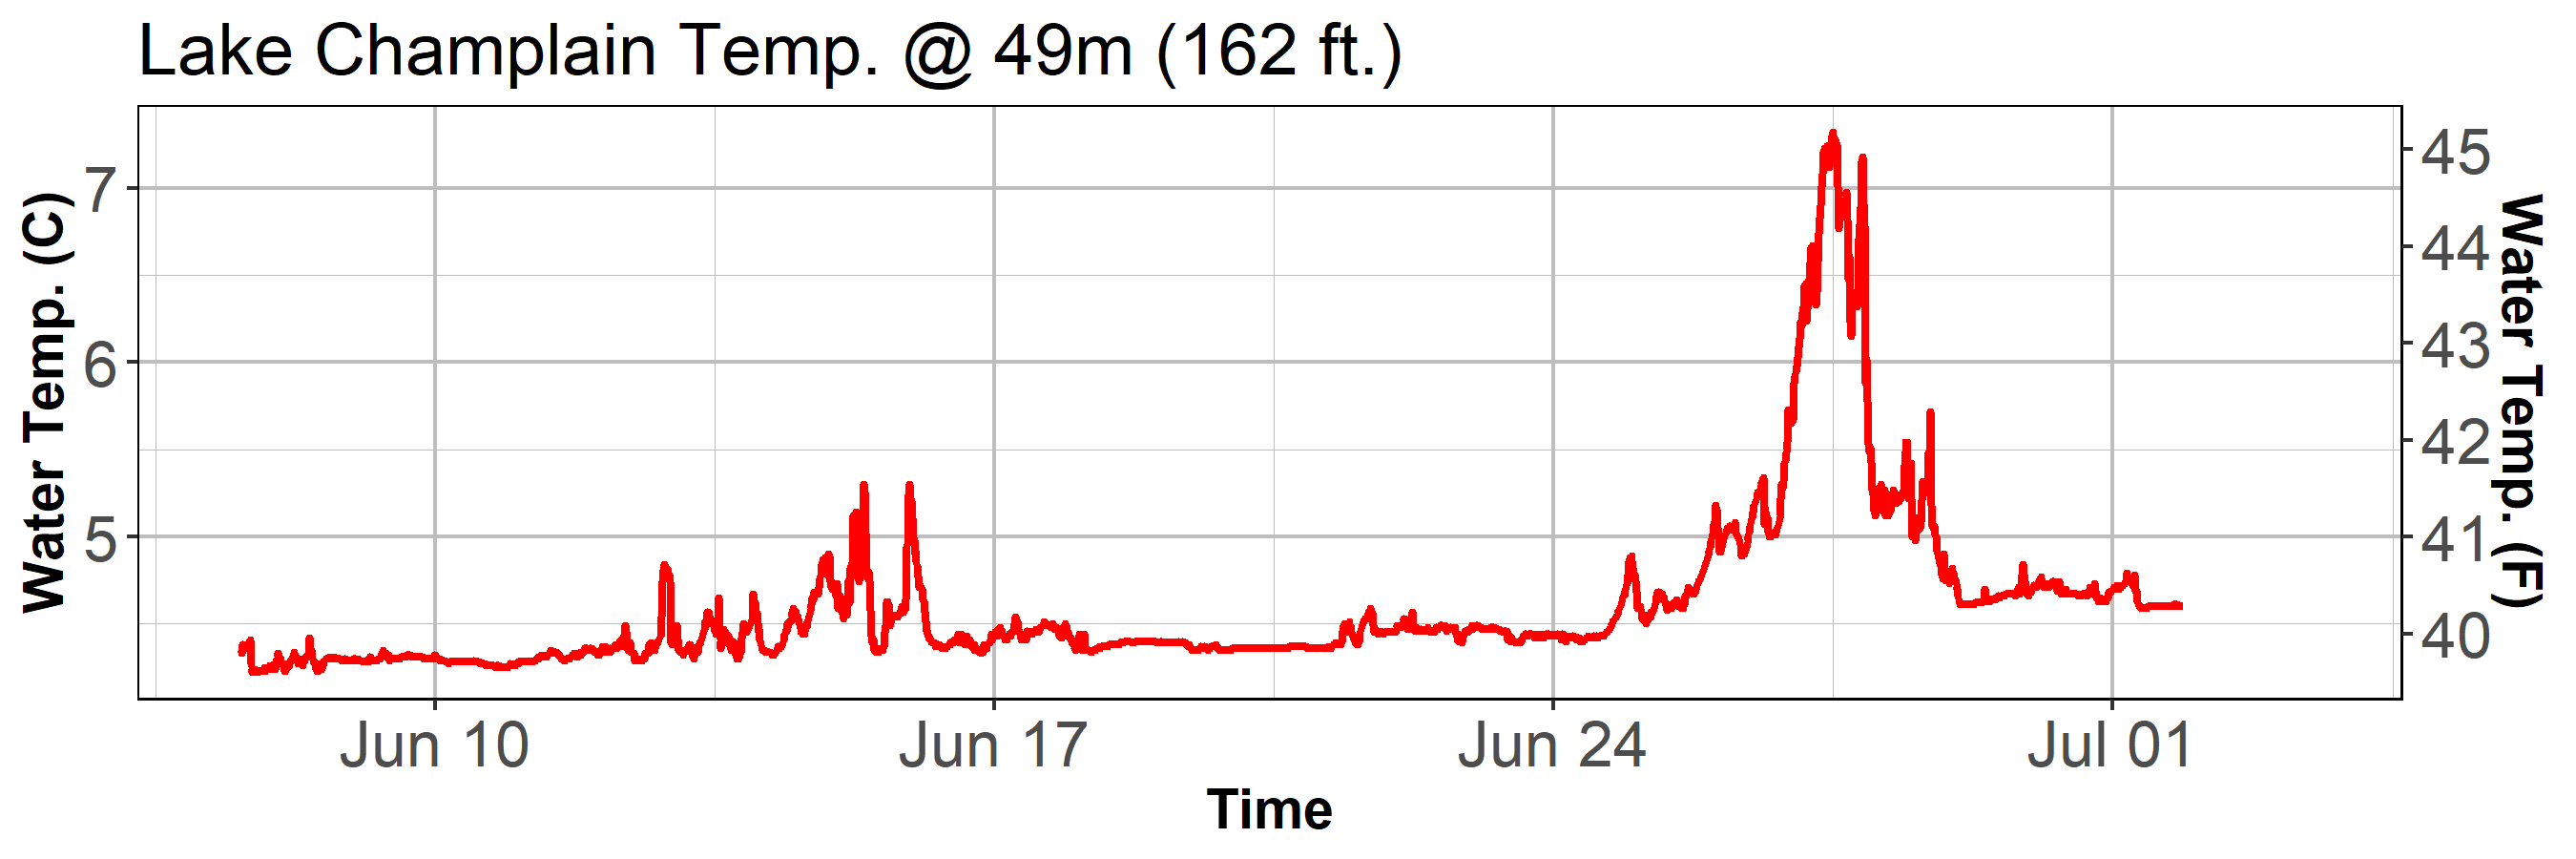 Lake Champlain Temp. @ 49m (162 ft.)
Water Temp. (C)
7
6
5
45
44
43
42
41
40
Water Temp. (F)
Jun 10
Jun 17
Jun 24
Jul 01
Time